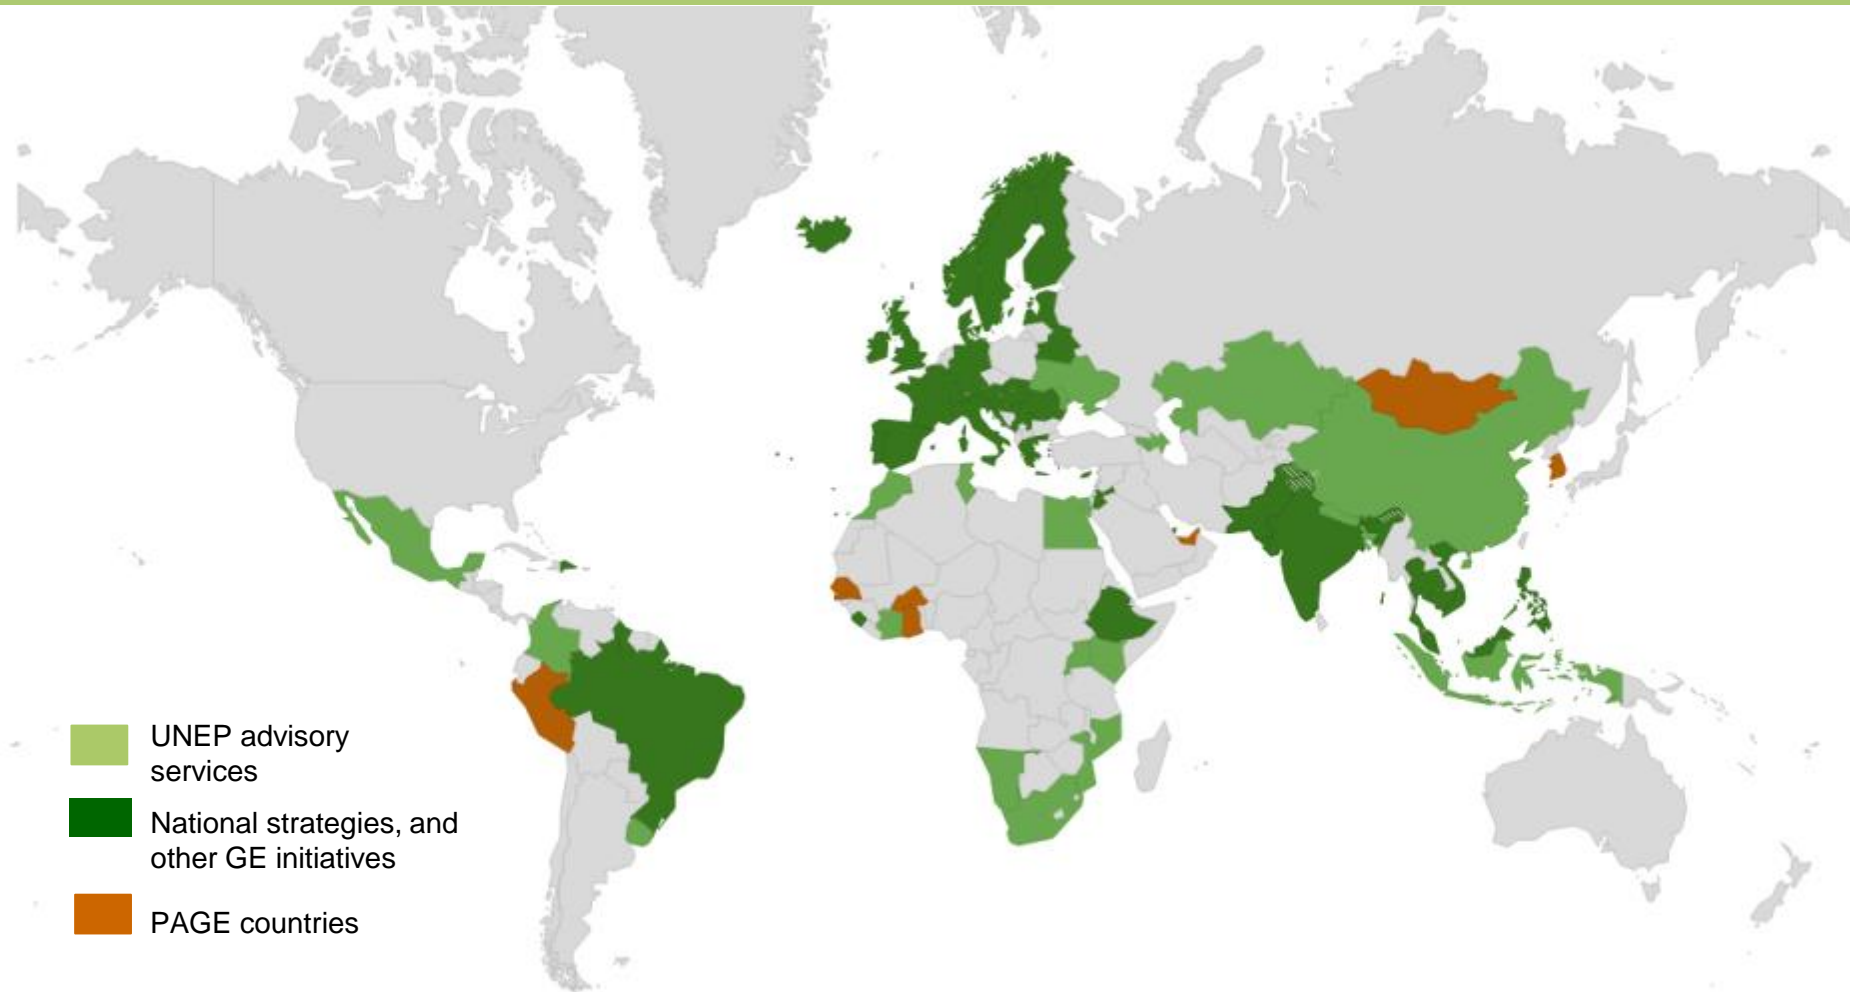 UNEP advisory
services
National strategies, and
other GE initiatives
PAGE countries